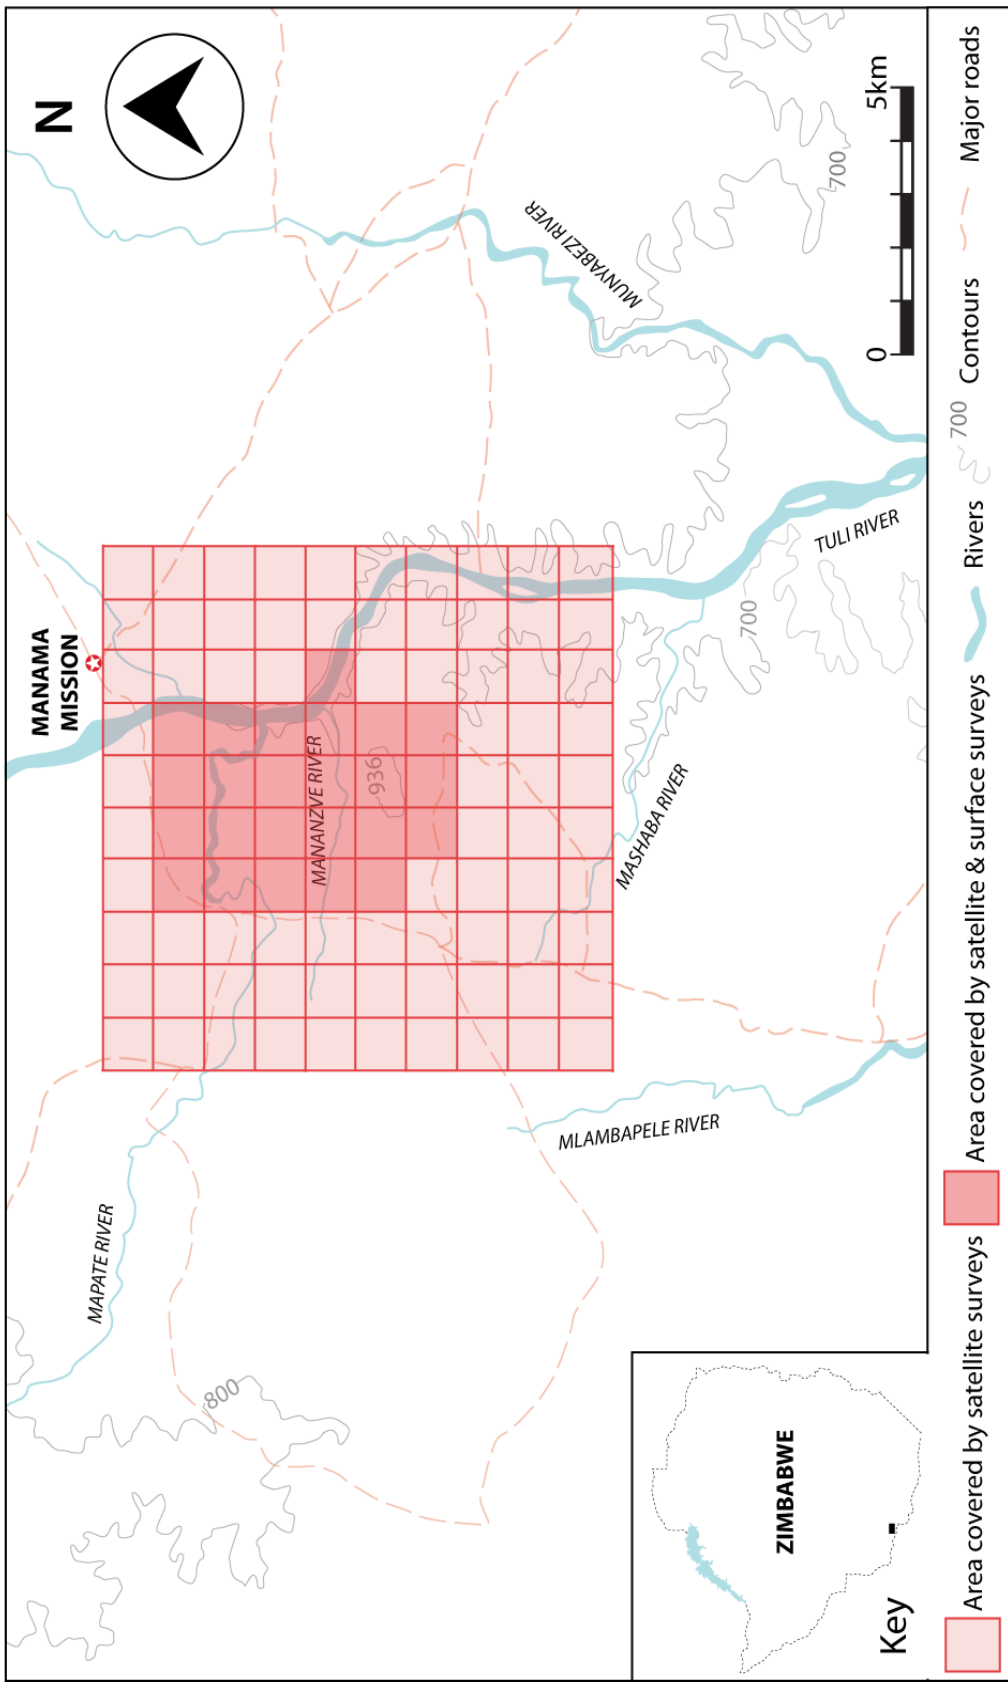 N
MANAMA
MISSION
MAPATE RIVER
MUNYABEZI RIVER
MANANZVE RIVER
936
MASHABA RIVER
MLAMBAPELE RIVER
TULI RIVER
700
700
800
0 5km
ZIMBABWE
Key
Area covered by satellite surveys
Area covered by satellite & surface surveys
Rivers
700 Contours
Major roads